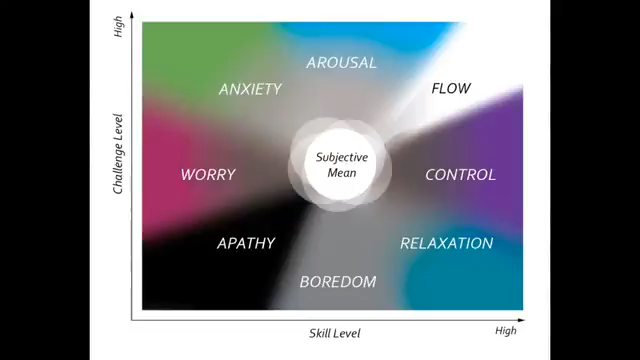 High
AROUSAL
ANXIETY
FLOW
Challenge Level
Subjective
Mean
WORRY
CONTROL
APATHY
RELAXATION
BOREDOM
Skill Level
High